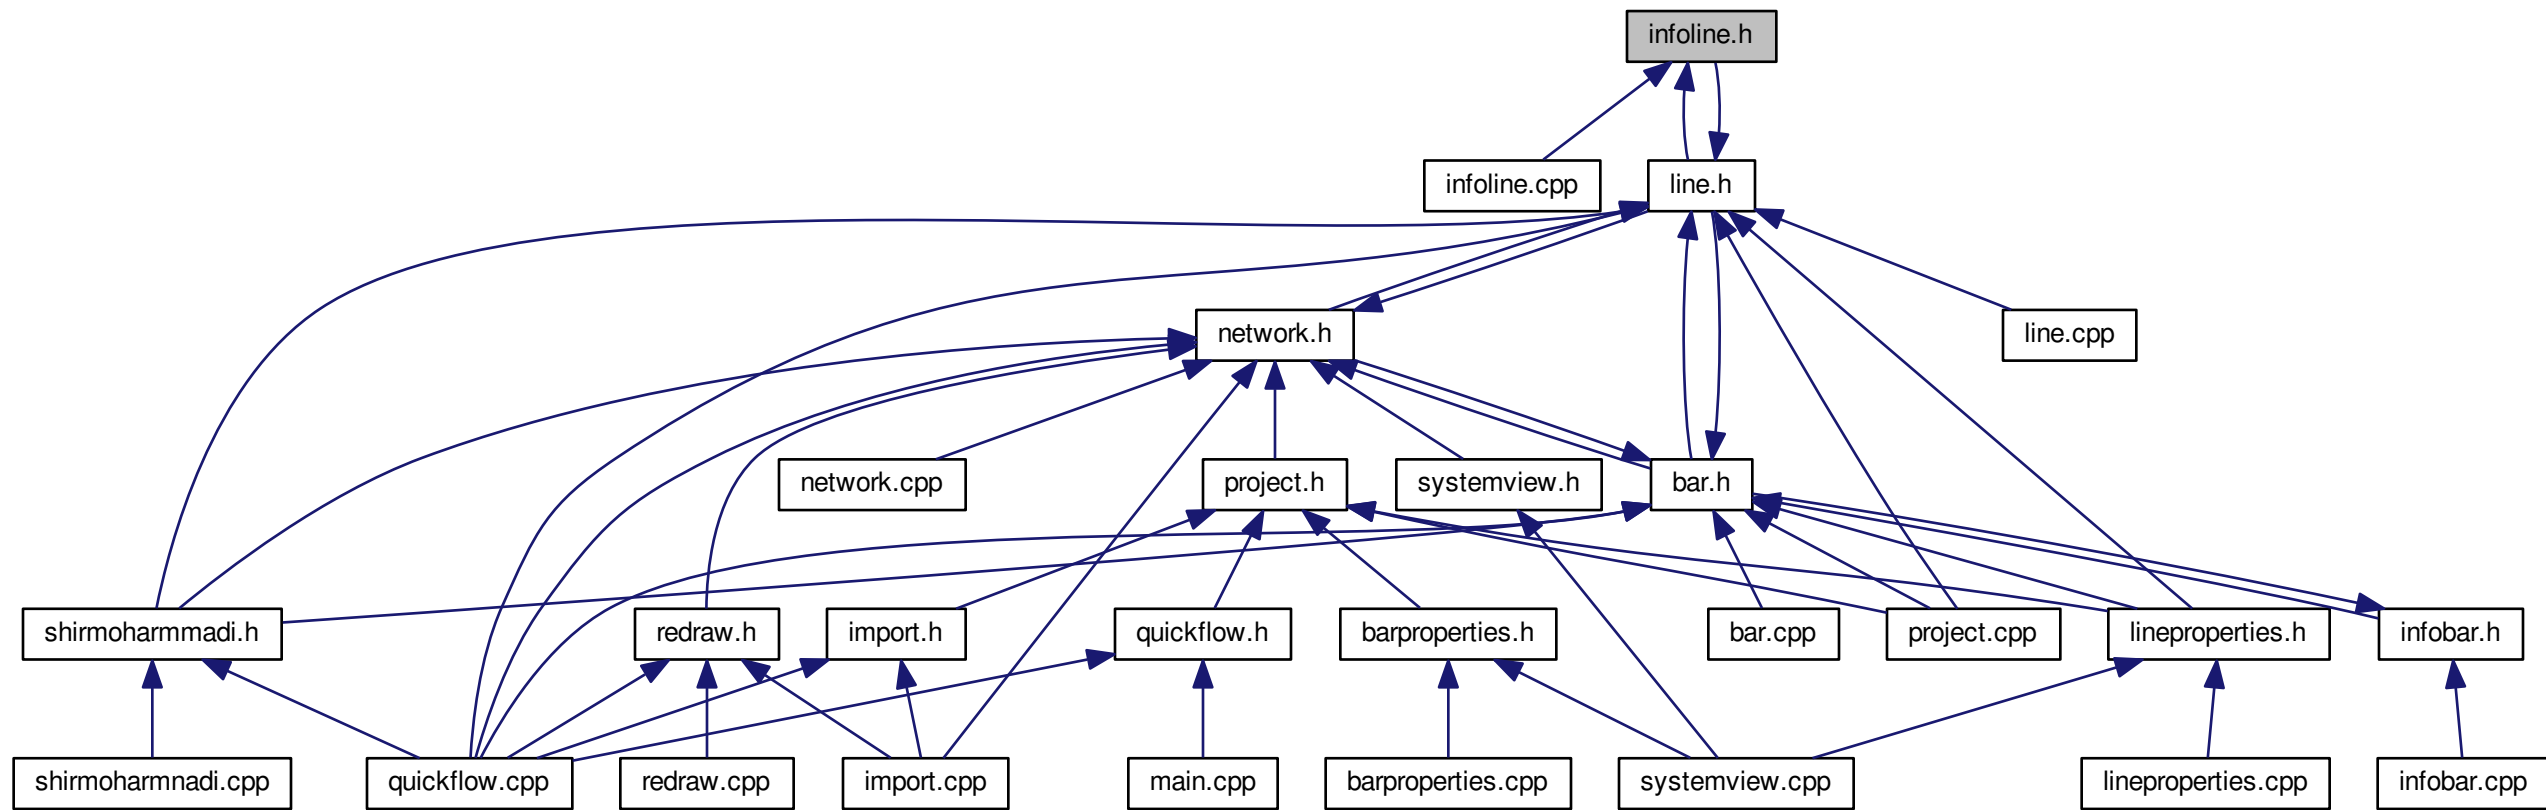 infoline.h
infoline.cpp
line.h
network.h
line.cpp
network.cpp
project.h
systemview.h
bar.h
shirmoharmmadi.h
redraw.h
import.h
quickflow.h
barproperties.h
bar.cpp
project.cpp
lineproperties.h
infobar.h
shirmoharmnadi.cpp
quickflow.cpp
redraw.cpp
import.cpp
main.cpp
barproperties.cpp
systemview.cpp
lineproperties.cpp
infobar.cpp